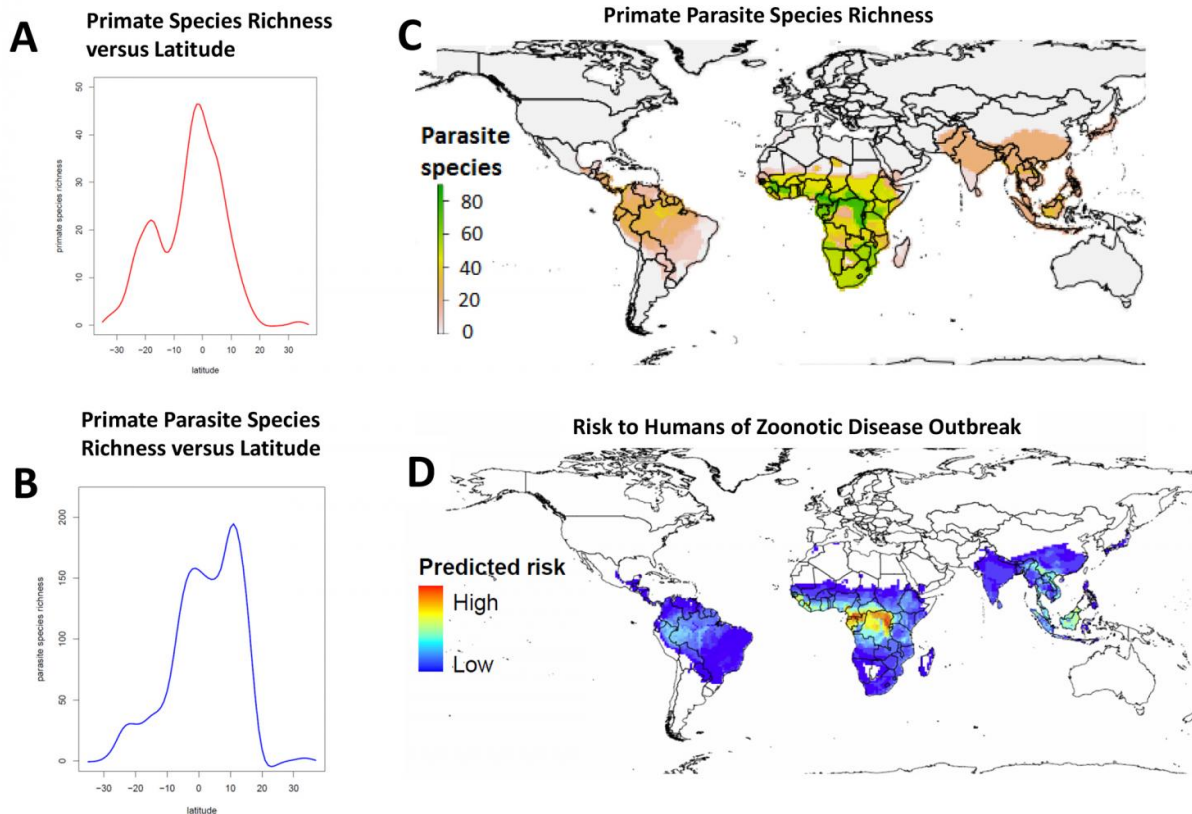 A
Primate Species Richness
versus Latitude
primate species richness
50
40
30
20
10
0
−30 −20 −10 0 10 20 30
latitude
B
Primate Parasite Species
Richness versus Latitude
parasite species richness
200
150
100
50
0
−30 −20 −10 0 10 20 30
latitude
C
Primate Parasite Species Richness
Parasite
species
80
60
40
20
0
D
Risk to Humans of Zoonotic Disease Outbreak
Predicted risk
High
Low